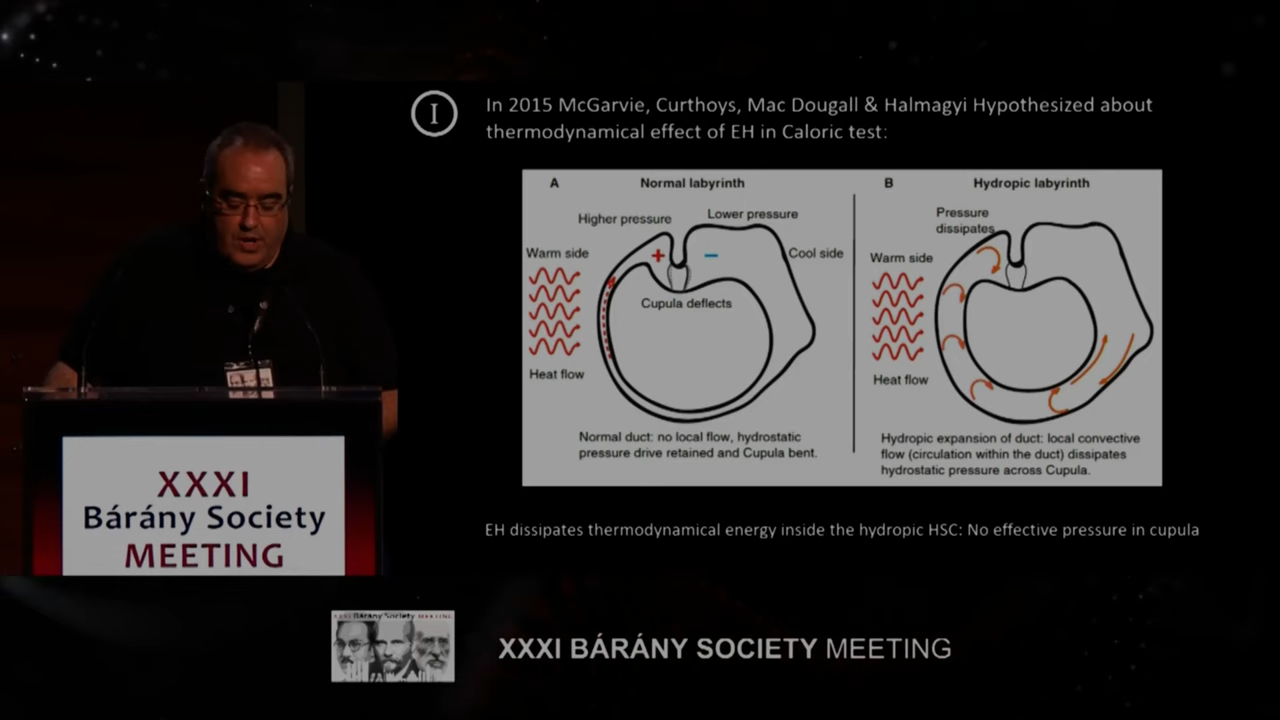 I
In 2015 McGarvie, Curthoys, Mac Dougall & Halmagyi Hypothesized about
thermodynamical effect of EH in Caloric test:
A
Normal labyrinth
Higher pressure
Lower pressure
Warm side
Cool side
Cupula deflects
Heat flow
Normal duct: no local flow, hydrostatic
pressure drive retained and Cupula bent.
B
Hydropic labyrinth
Pressure
dissipates
Warm side
Heat flow
Hydropic expansion of duct: local convective
flow (circulation within the duct) dissipates
hydrostatic pressure across Cupula.
EH dissipates thermodynamical energy inside the hydropic HSC: No effective pressure in cupula
XXXI
Bárány Society
MEETING
XXXI Bárány Society MEETING
XXXI BÁRÁNY SOCIETY MEETING